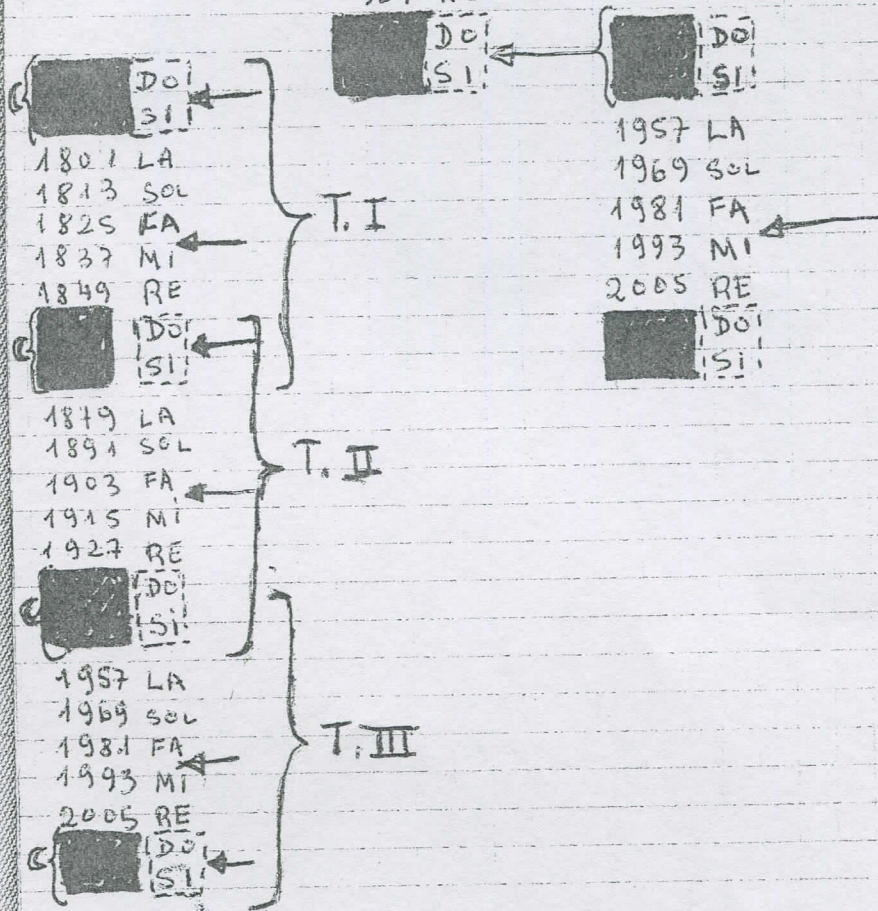 DO
SI
1801 LA
1813 SOL
1825 FA
1837 MI
1849 RE
DO
SI
1879 LA
1891 SOL
1903 FA
1915 MI
1927 RE
DO
SI
1957 LA
1969 SOL
1981 FA
1993 MI
2005 RE
DO
SI
T. I
T. II
T. III
DO
SI
DO
SI
1957 LA
1969 SOL
1981 FA
1993 MI
2005 RE
DO
SI